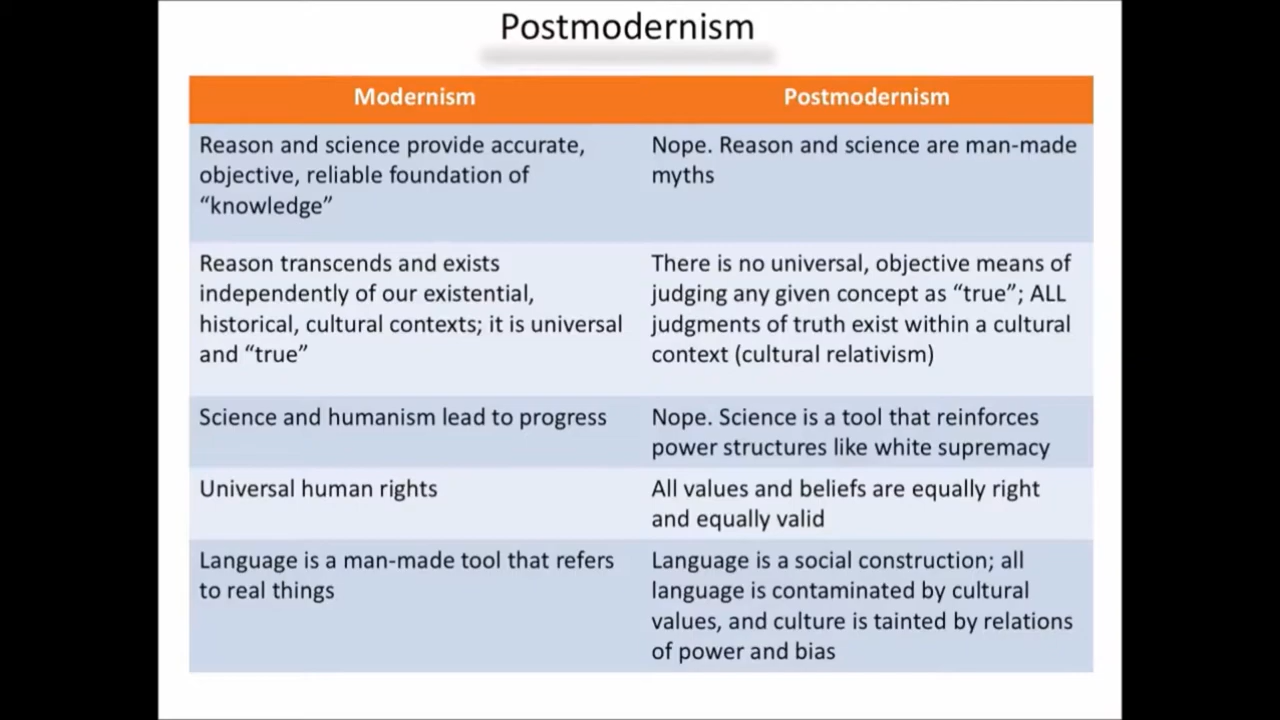 Postmodernism
Modernism
Postmodernism
Reason and science provide accurate,
objective, reliable foundation of
“knowledge”
Nope. Reason and science are man-made
myths
Reason transcends and exists
independently of our existential,
historical, cultural contexts; it is universal
and “true”
There is no universal, objective means of
judging any given concept as “true”; ALL
judgments of truth exist within a cultural
context (cultural relativism)
Science and humanism lead to progress
Nope. Science is a tool that reinforces
power structures like white supremacy
Universal human rights
All values and beliefs are equally right
and equally valid
Language is a man-made tool that refers
to real things
Language is a social construction; all
language is contaminated by cultural
values, and culture is tainted by relations
of power and bias